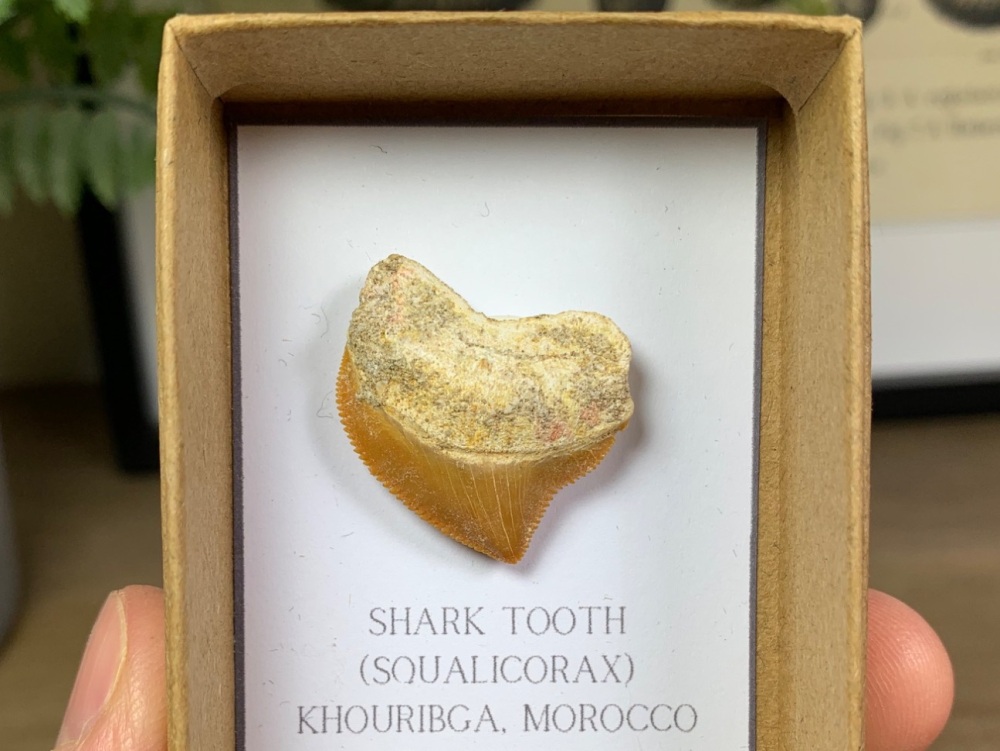 SHARK TOOTH
(SQUALICORAX)
KHOURIBGA, MOROCCO